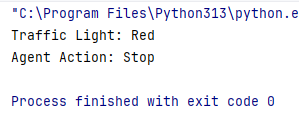 "C:\Program Files\Python313\python.e
Traffic Light: Red
Agent Action: Stop
Process finished with exit code 0